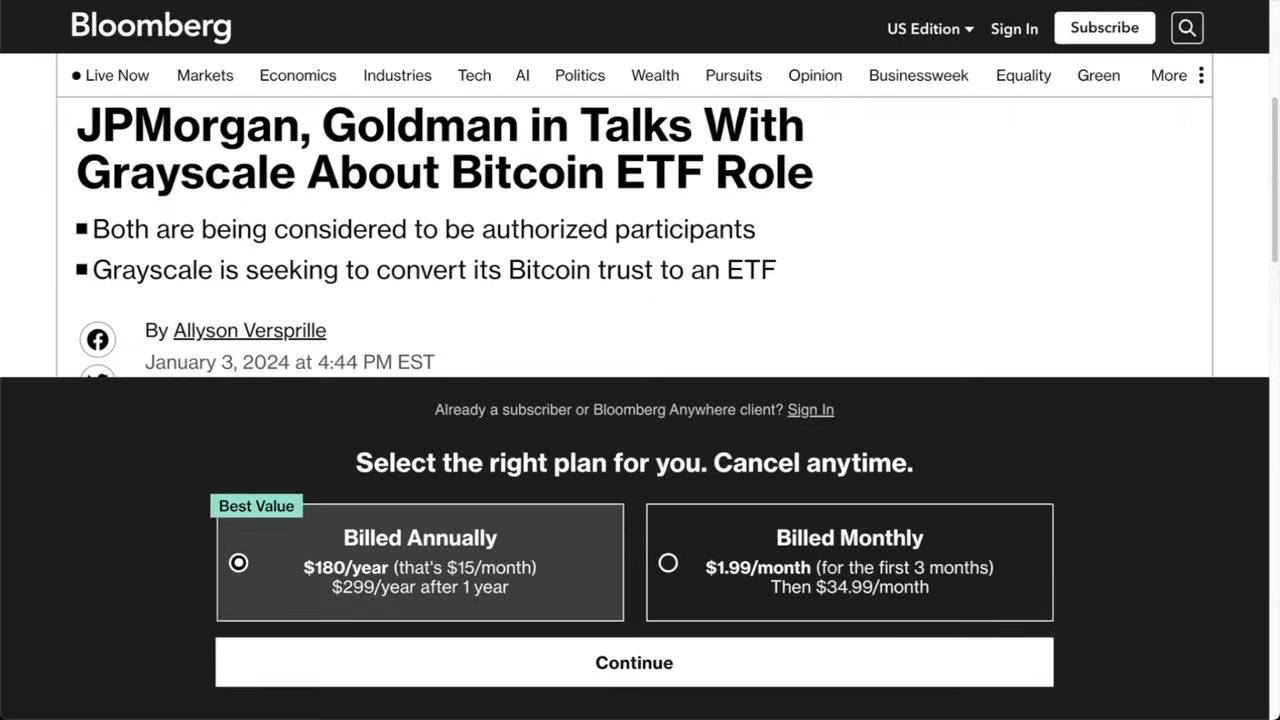 Bloomberg
US Edition Sign In Subscribe
Live Now Markets Economics Industries Tech AI Politics Wealth Pursuits Opinion Businessweek Equality Green More
JPMorgan, Goldman in Talks With
Grayscale About Bitcoin ETF Role
Both are being considered to be authorized participants
Grayscale is seeking to convert its Bitcoin trust to an ETF
By Allyson Versprille
January 3, 2024 at 4:44 PM EST
Already a subscriber or Bloomberg Anywhere client? Sign In
Select the right plan for you. Cancel anytime.
Best Value
Billed Annually
$180/year (that's $15/month)
$299/year after 1 year
Billed Monthly
$1.99/month (for the first 3 months)
Then $34.99/month
Continue